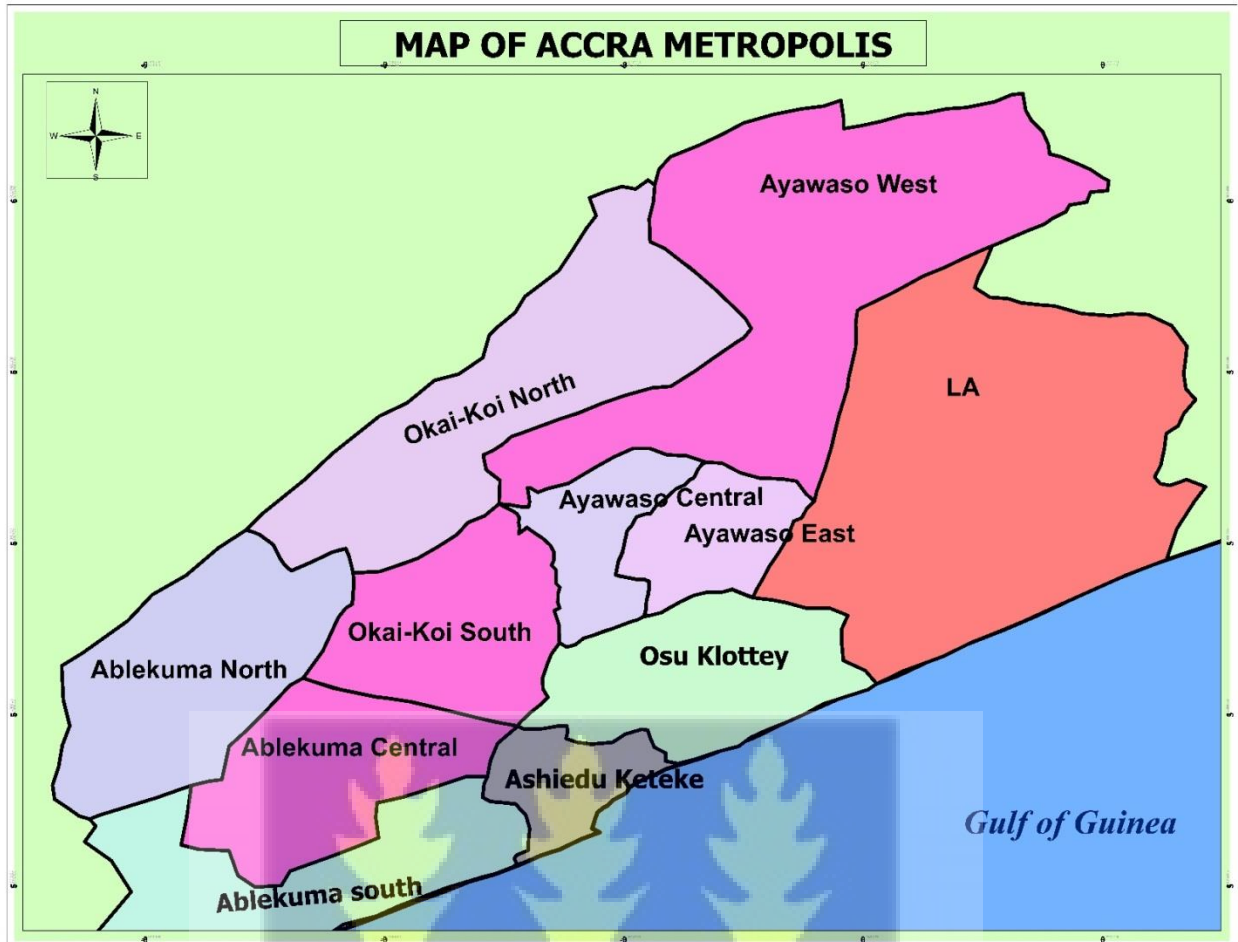 MAP OF ACCRA METROPOLIS
N
W E
S
Ayawaso West
LA
Okai-Koi North
Ayawaso Central
Ayawaso East
Okai-Koi South
Osu Klottey
Ablekuma North
Ablekuma Central
Ashiedu Keteke
Gulf of Guinea
Ablekuma south